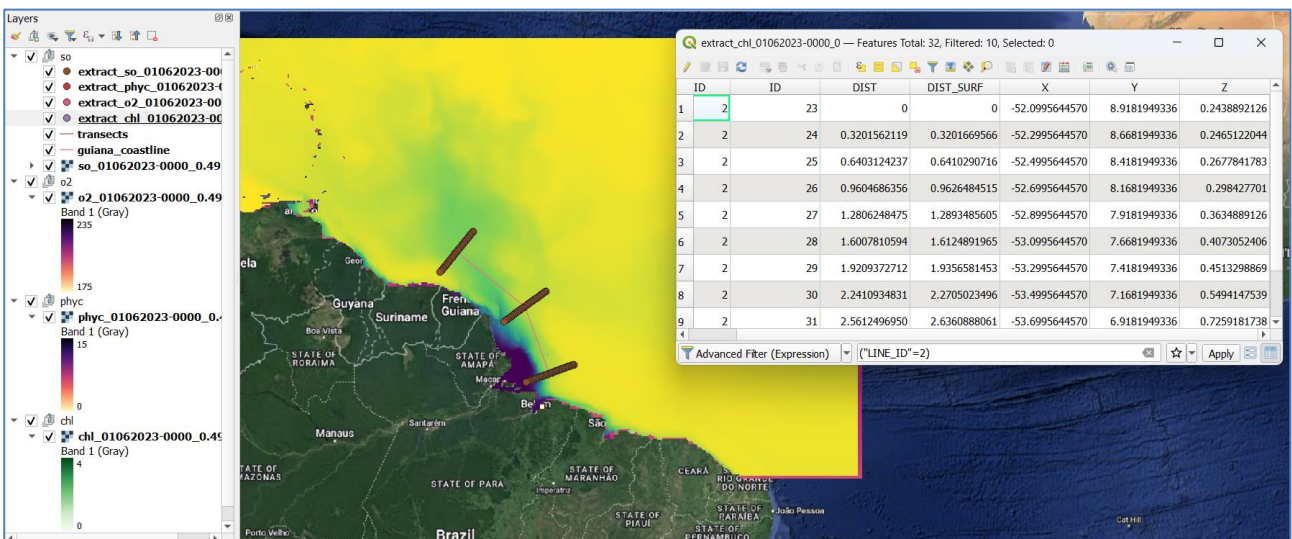 Layers
so
extract_so_01062023-00
extract_phyc_01062023-0
extract_o2_01062023-00
extract_chl_01062023-00
transects
guiana_coastline
so_01062023-0000_0.49
o2
o2_01062023-0000_0.49
Band 1 (Gray)
235
175
phyc
phyc_01062023-0000_0.4
Band 1 (Gray)
15
0
chl
chl_01062023-0000_0.49
Band 1 (Gray)
4
0
ela
Geor
Guyana
Suriname
French
Guiana
Boa Vista
STATE OF
RORAIMA
STATE OF
AMAPÁ
Macap
Belém
Santarém
São
Manaus
TATE OF
AMAZONAS
STATE OF PARÁ
STATE OF
MARANHÃO
Imperatriz
CEARÁ
RIO GRANDE
DO NORTE
STATE OF
PIAUÍ
STATE OF
PARAÍBA
João Pessoa
STATE OF
PERNAMBUCO
Porto Velho
Brazil
Cat Hill
extract_chl_01062023-0000_0 — Features Total: 32, Filtered: 10, Selected: 0
ID ID DIST DIST_SURF X Y Z
1 2 23 0 0 -52.0995644570 8.9181949336 0.2438892126
2 2 24 0.3201562119 0.3201669566 -52.2995644570 8.6681949336 0.2465122044
3 2 25 0.6403124237 0.6410290716 -52.4995644570 8.4181949336 0.2677841783
4 2 26 0.9604686356 0.9626484515 -52.6995644570 8.1681949336 0.298427701
5 2 27 1.2806248475 1.2893485605 -52.8995644570 7.9181949336 0.3634889126
6 2 28 1.6007810594 1.6124891965 -53.0995644570 7.6681949336 0.4073052406
7 2 29 1.9209372712 1.9356581453 -53.2995644570 7.4181949336 0.4513298869
8 2 30 2.2410934831 2.2705023496 -53.4995644570 7.1681949336 0.5494147539
9 2 31 2.5612496950 2.6360888061 -53.6995644570 6.9181949336 0.7259181738
Advanced Filter (Expression) ("LINE_ID"=2) Apply